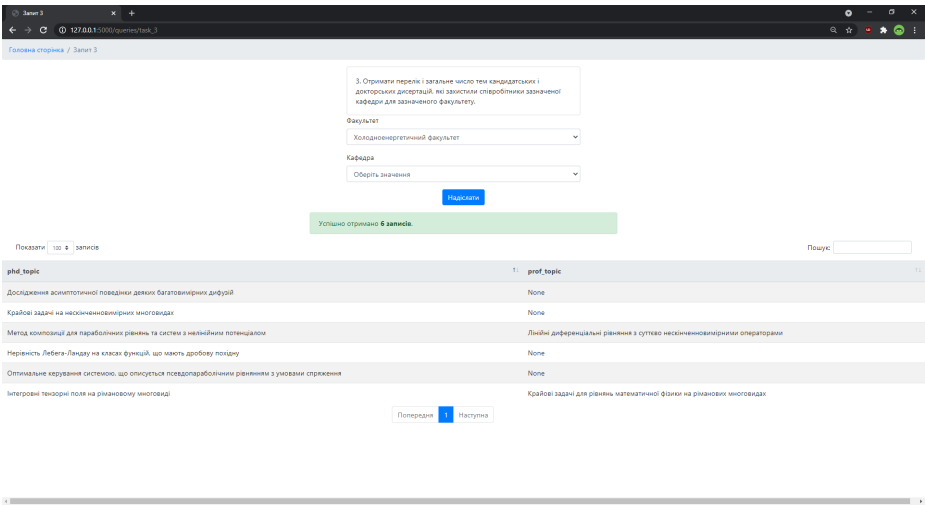 Запит 3
127.0.0.1:5000/queries/task_3
Головна сторінка / Запит 3
3. Отримати перелік і загальне число тем кандидатських і
докторських дисертацій, які захистили співробітники зазначеної
кафедри для зазначеного факультету.
Факультет
Холодноенергетичний факультет
Кафедра
Оберіть значення
Надіслати
Успішно отримано 6 записів.
Показати 100 записів Пошук:
phd_topic prof_topic
Дослідження асимптотичної поведінки деяких багатовимірних дифузій None
Крайові задачі на нескінченновимірних многовидах None
Метод композиції для параболічних рівнянь та систем з нелінійним потенціалом Лінійні диференціальні рівняння з суттєво нескінченновимірними операторами
Нерівність Лебега-Ландау на класах функцій, що мають дробову похідну None
Оптимальне керування системою, що описується псевдопараболічним рівнянням з умовами спряження None
Інтегровні тензорні поля на рімановому многовиді Крайові задачі для рівнянь математичної фізики на ріманових многовидах
Попередня 1 Наступна